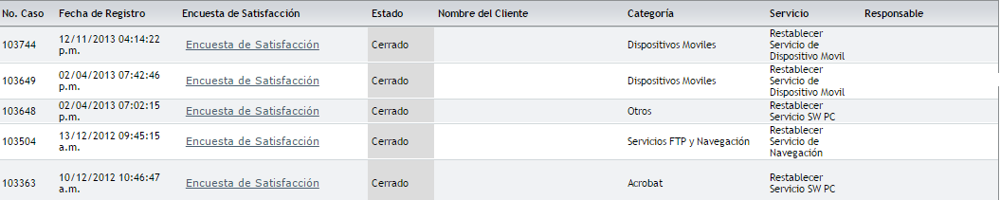 No. Caso Fecha de Registro Encuesta de Satisfacción Estado Nombre del Cliente Categoría Servicio Responsable
103744 12/11/2013 04:14:22 p.m. Encuesta de Satisfacción Cerrado Dispositivos Moviles Restablecer Servicio de Dispositivo Movil
103649 02/04/2013 07:42:46 p.m. Encuesta de Satisfacción Cerrado Dispositivos Moviles Restablecer Servicio de Dispositivo Movil
103648 02/04/2013 07:02:15 p.m. Encuesta de Satisfacción Cerrado Otros Restablecer Servicio SW PC
103504 13/12/2012 09:45:15 a.m. Encuesta de Satisfacción Cerrado Servicios FTP y Navegación Restablecer Servicio de Navegación
103363 10/12/2012 10:46:47 a.m. Encuesta de Satisfacción Cerrado Acrobat Restablecer Servicio SW PC